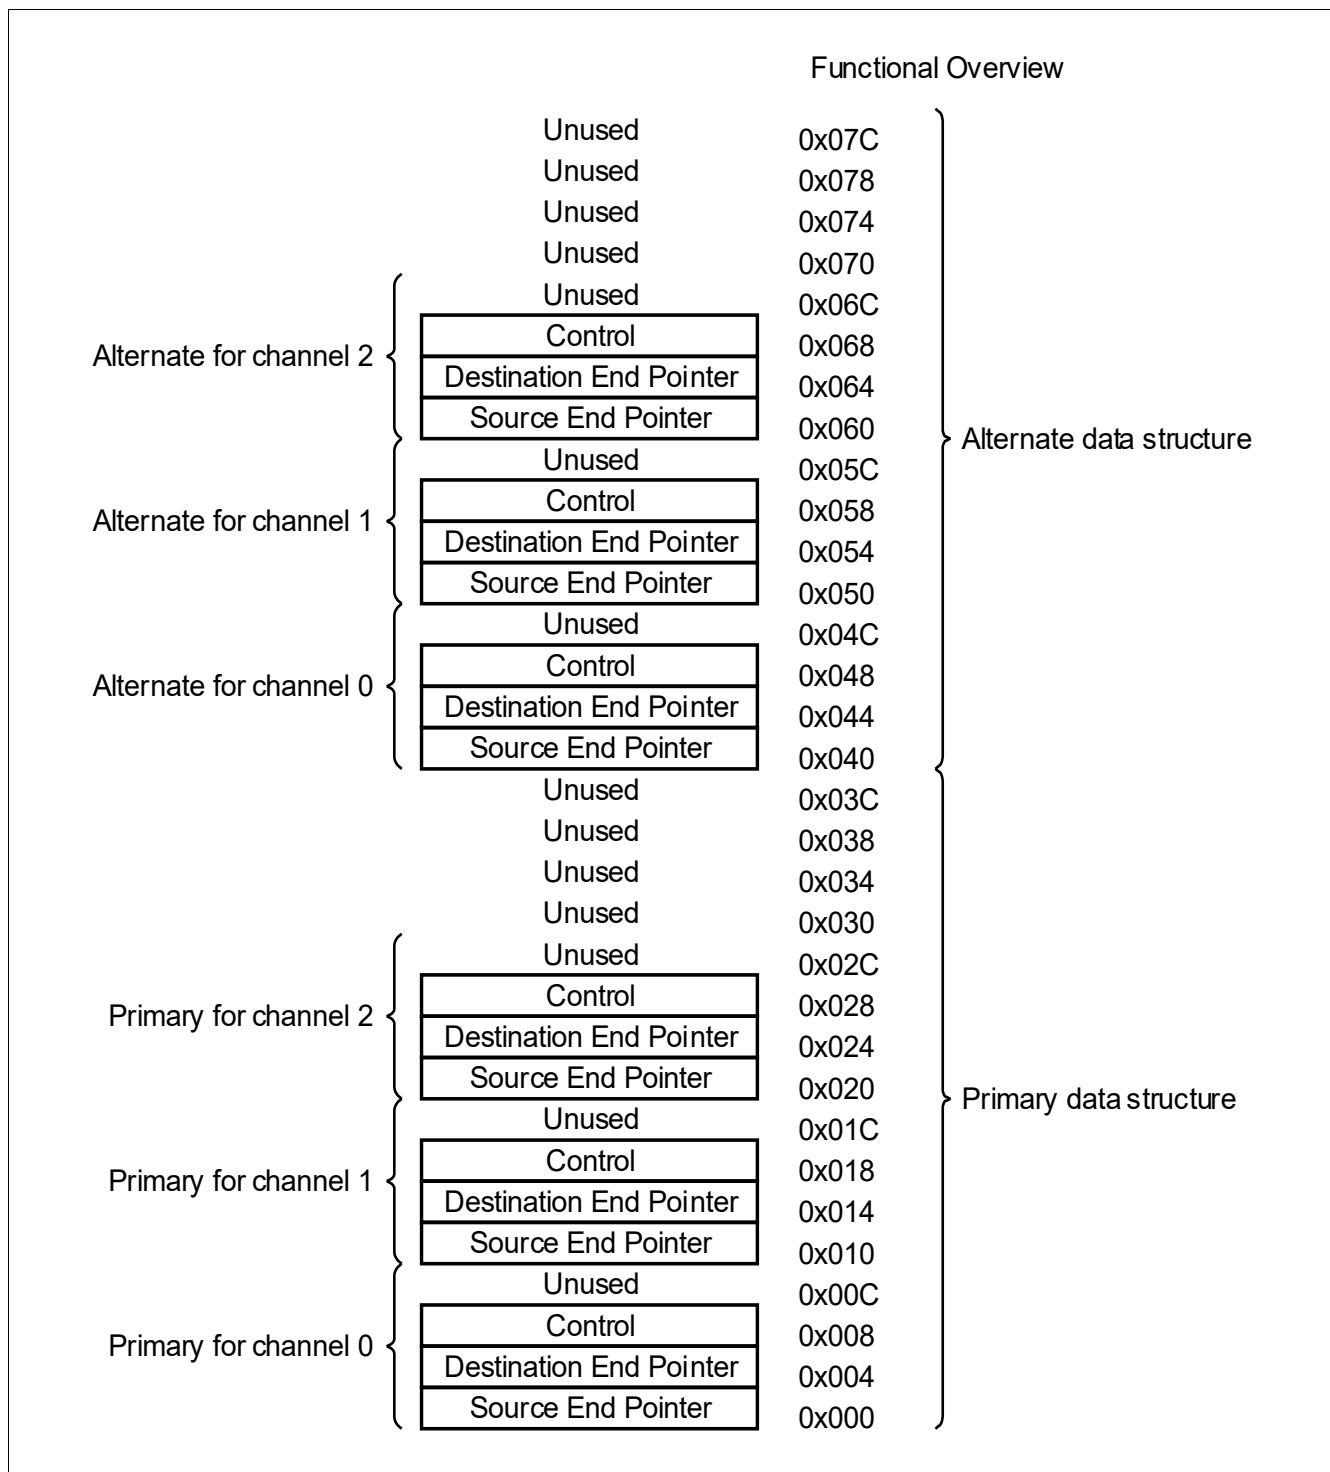 Functional Overview
Unused 0x07C
Unused 0x078
Unused 0x074
Unused 0x070
Unused 0x06C
Control 0x068
Alternate for channel 2
Destination End Pointer 0x064
Source End Pointer 0x060
Alternate data structure
Unused 0x05C
Control 0x058
Alternate for channel 1
Destination End Pointer 0x054
Source End Pointer 0x050
Unused 0x04C
Control 0x048
Alternate for channel 0
Destination End Pointer 0x044
Source End Pointer 0x040
Unused 0x03C
Unused 0x038
Unused 0x034
Unused 0x030
Unused 0x02C
Control 0x028
Primary for channel 2
Destination End Pointer 0x024
Source End Pointer 0x020
Primary data structure
Unused 0x01C
Control 0x018
Primary for channel 1
Destination End Pointer 0x014
Source End Pointer 0x010
Unused 0x00C
Control 0x008
Primary for channel 0
Destination End Pointer 0x004
Source End Pointer 0x000